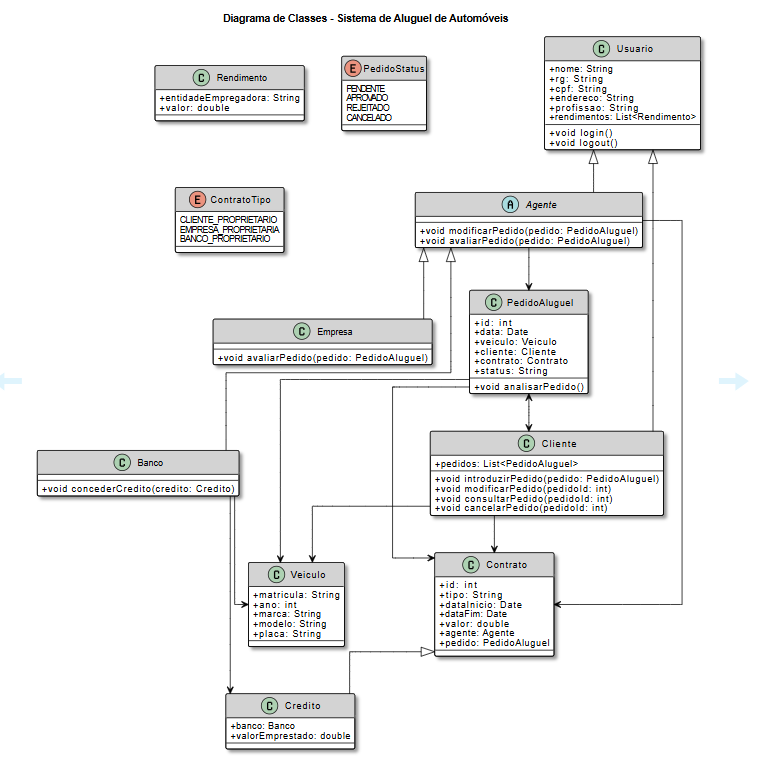 Diagrama de Classes - Sistema de Aluguel de Automóveis
C Usuario
+nome: String
+rg: String
+cpf: String
+endereco: String
+profissao: String
+rendimentos: List<Rendimento>
+void login()
+void logout()
E PedidoStatus
PENDENTE
APROVADO
REJEITADO
CANCELADO
C Rendimento
+entidadeEmpregadora: String
+valor: double
E ContratoTipo
CLIENTE_PROPRIETARIO
EMPRESA_PROPRIETARIA
BANCO_PROPRIETARIO
A Agente
+void modificarPedido(pedido: PedidoAluguel)
+void avaliarPedido(pedido: PedidoAluguel)
C PedidoAluguel
+id: int
+data: Date
+veiculo: Veiculo
+cliente: Cliente
+contrato: Contrato
+status: String
+void analisarPedido()
C Empresa
+void avaliarPedido(pedido: PedidoAluguel)
C Cliente
+pedidos: List<PedidoAluguel>
+void introduzirPedido(pedido: PedidoAluguel)
+void modificarPedido(pedidoId: int)
+void consultarPedido(pedidoId: int)
+void cancelarPedido(pedidoId: int)
C Banco
+void concederCredito(credito: Credito)
C Veiculo
+matricula: String
+ano: int
+marca: String
+modelo: String
+placa: String
C Contrato
+id: int
+tipo: String
+dataInicio: Date
+dataFim: Date
+valor: double
+agente: Agente
+pedido: PedidoAluguel
C Credito
+banco: Banco
+valorEmprestado: double